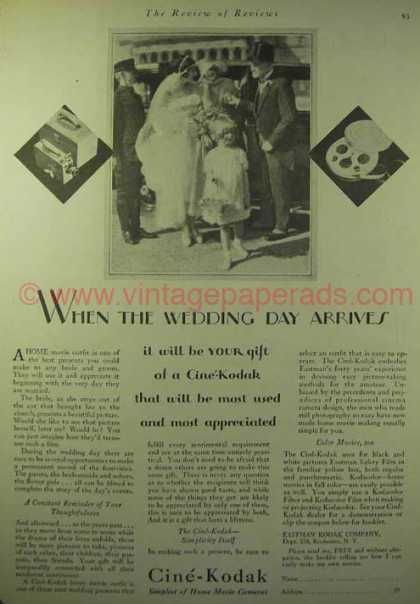 The Review of Reviews
93
© www.vintagepaperads.com
WHEN THE WEDDING DAY ARRIVES
A HOME movie outfit is one of
the best presents you could
make to any bride and groom.
They will use it and appreciate it
beginning with the very day they
are married.
The bride, as she steps out of
the car that brought her to the
church, presents a beautiful picture.
Would she like to see that picture
herself, later on? Would he? You
can just imagine how they'd treasure
such a film.
During the wedding day there are
sure to be several opportunities to make
a permanent record of the festivities.
The guests, the bridesmaids and ushers,
the flower girls . . . all can be filmed to
complete the story of the day's events.
A Constant Reminder of Your
Thoughtfulness
And afterward . . . as the years pass . . .
as they move from scene to scene while
the drama of their lives unfolds, there
will be more pictures to take, pictures
of each other, their children, their parents,
their friends. Your gift will be
inseparably connected with all their
tenderest sentiments.
A Ciné-Kodak home movie outfit is
one of those rare wedding presents that
it will be YOUR gift
of a Ciné-Kodak
that will be most used
and most appreciated
fulfill every sentimental requirement
and are at the same time entirely practical.
You don't need to be afraid that
a dozen others are going to make this
same gift. There is never any question
as to whether the recipients will think
you have shown good taste, and while
some of the things they get are likely
to be appreciated by only one of them,
this is sure to be appreciated by both.
And it is a gift that lasts a lifetime.
The Ciné-Kodak—
Simplicity Itself
In making such a present, be sure to
select an outfit that is easy to operate.
The Ciné-Kodak embodies
Eastman's forty years' experience
in devising easy picture-taking
methods for the amateur. Unbiased
by the precedents and prejudices
of professional cinema
camera design, the men who made
still photography so easy have now
made home movie making equally
simple for you.
Color Movies, too
The Ciné-Kodak uses for black and
white pictures Eastman Safety Film in
the familiar yellow box, both regular
and panchromatic. Kodacolor—home
movies in full color—are easily possible
as well. You simply use a Kodacolor
Filter and Kodacolor Film when making
or projecting Kodacolor. See your Ciné-
Kodak dealer for a demonstration or
clip the coupon below for booklet.
EASTMAN KODAK COMPANY,
Rochester, N. Y.
Please send me, FREE and without obligation,
the booklet telling me how I can
easily make my own movies.
Name
Address
Ciné-Kodak
Simplest of Home Movie Cameras